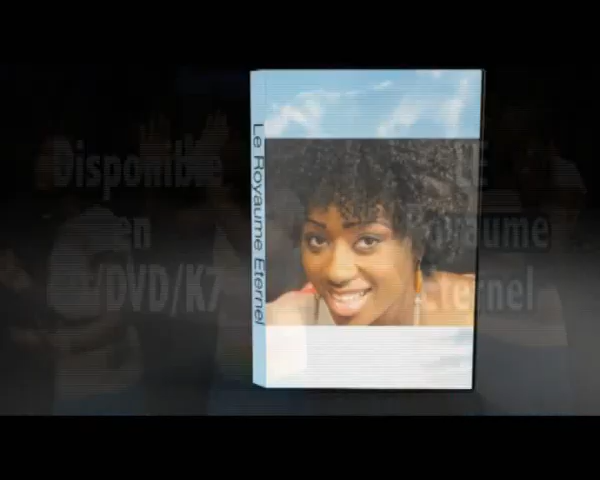 Disponible
en
/DVD/K7
Le Royaume Eternel
LE
Royaume
Eternel